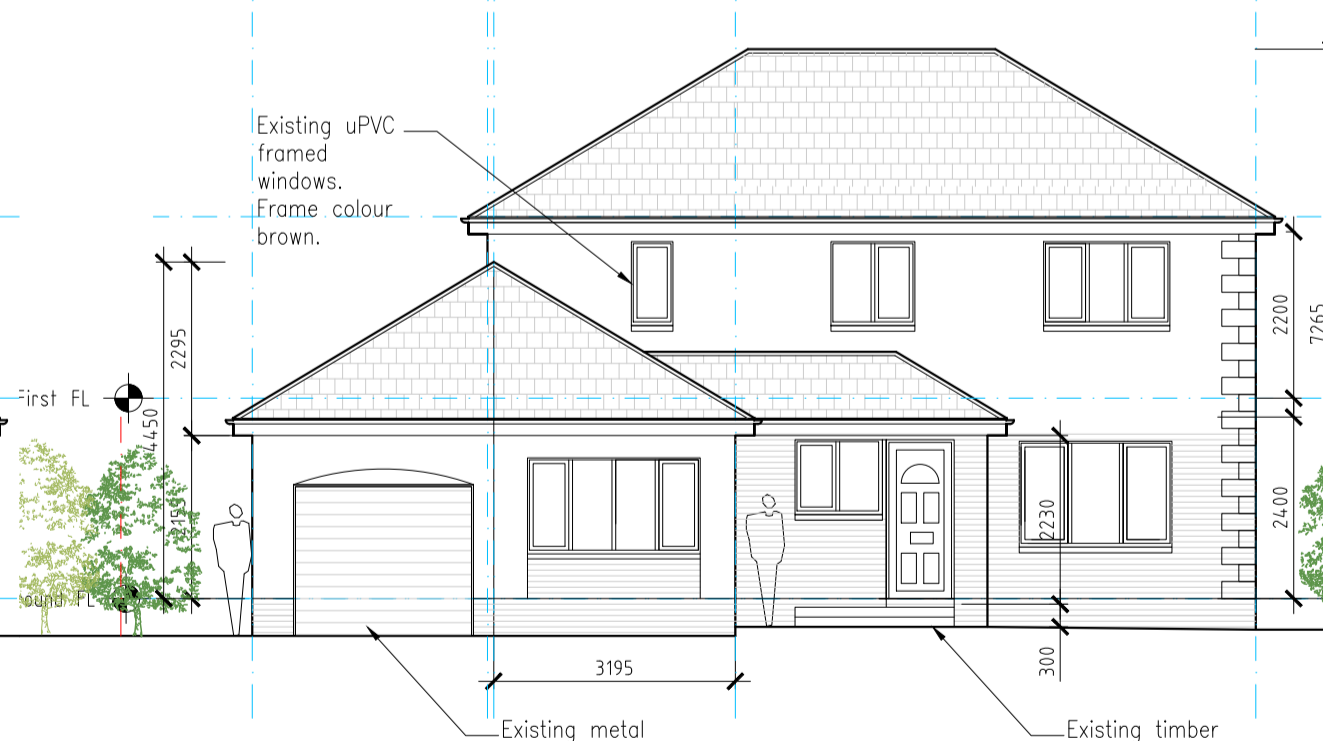 Existing uPVC
framed
windows.
Frame colour
brown.
2295
First FL
4450
2200
7265
2400
2230
300
3195
Existing metal
Existing timber